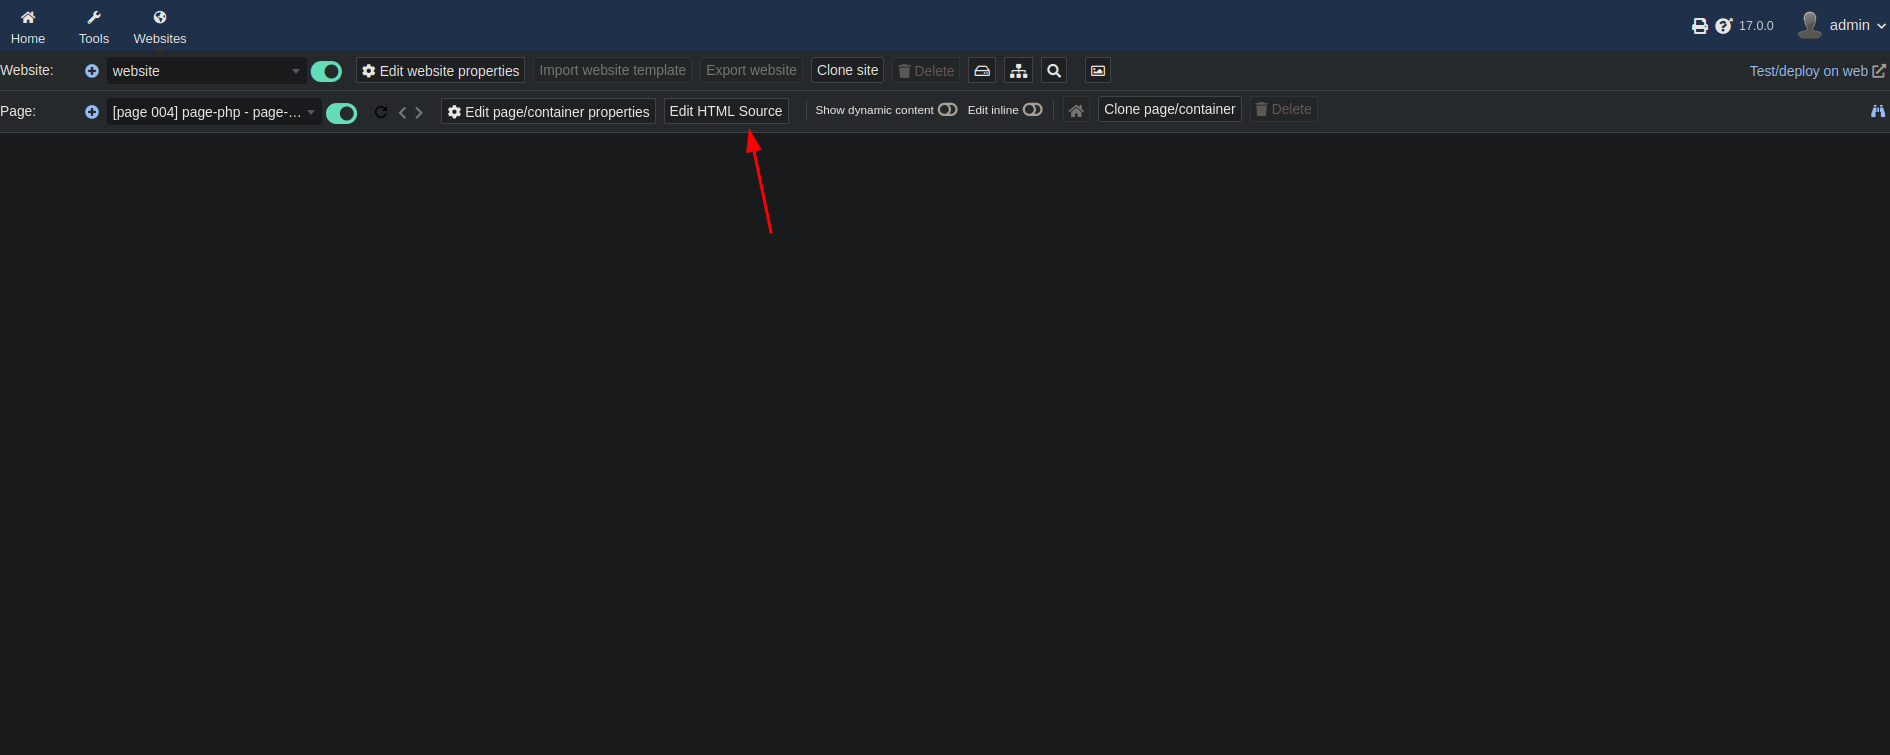 Home Tools Websites 17.0.0 admin
Website: website Edit website properties Import website template Export website Clone site Delete Test/deploy on web
Page: [page 004] page-php - page-... Edit page/container properties Edit HTML Source Show dynamic content Edit inline Clone page/container Delete